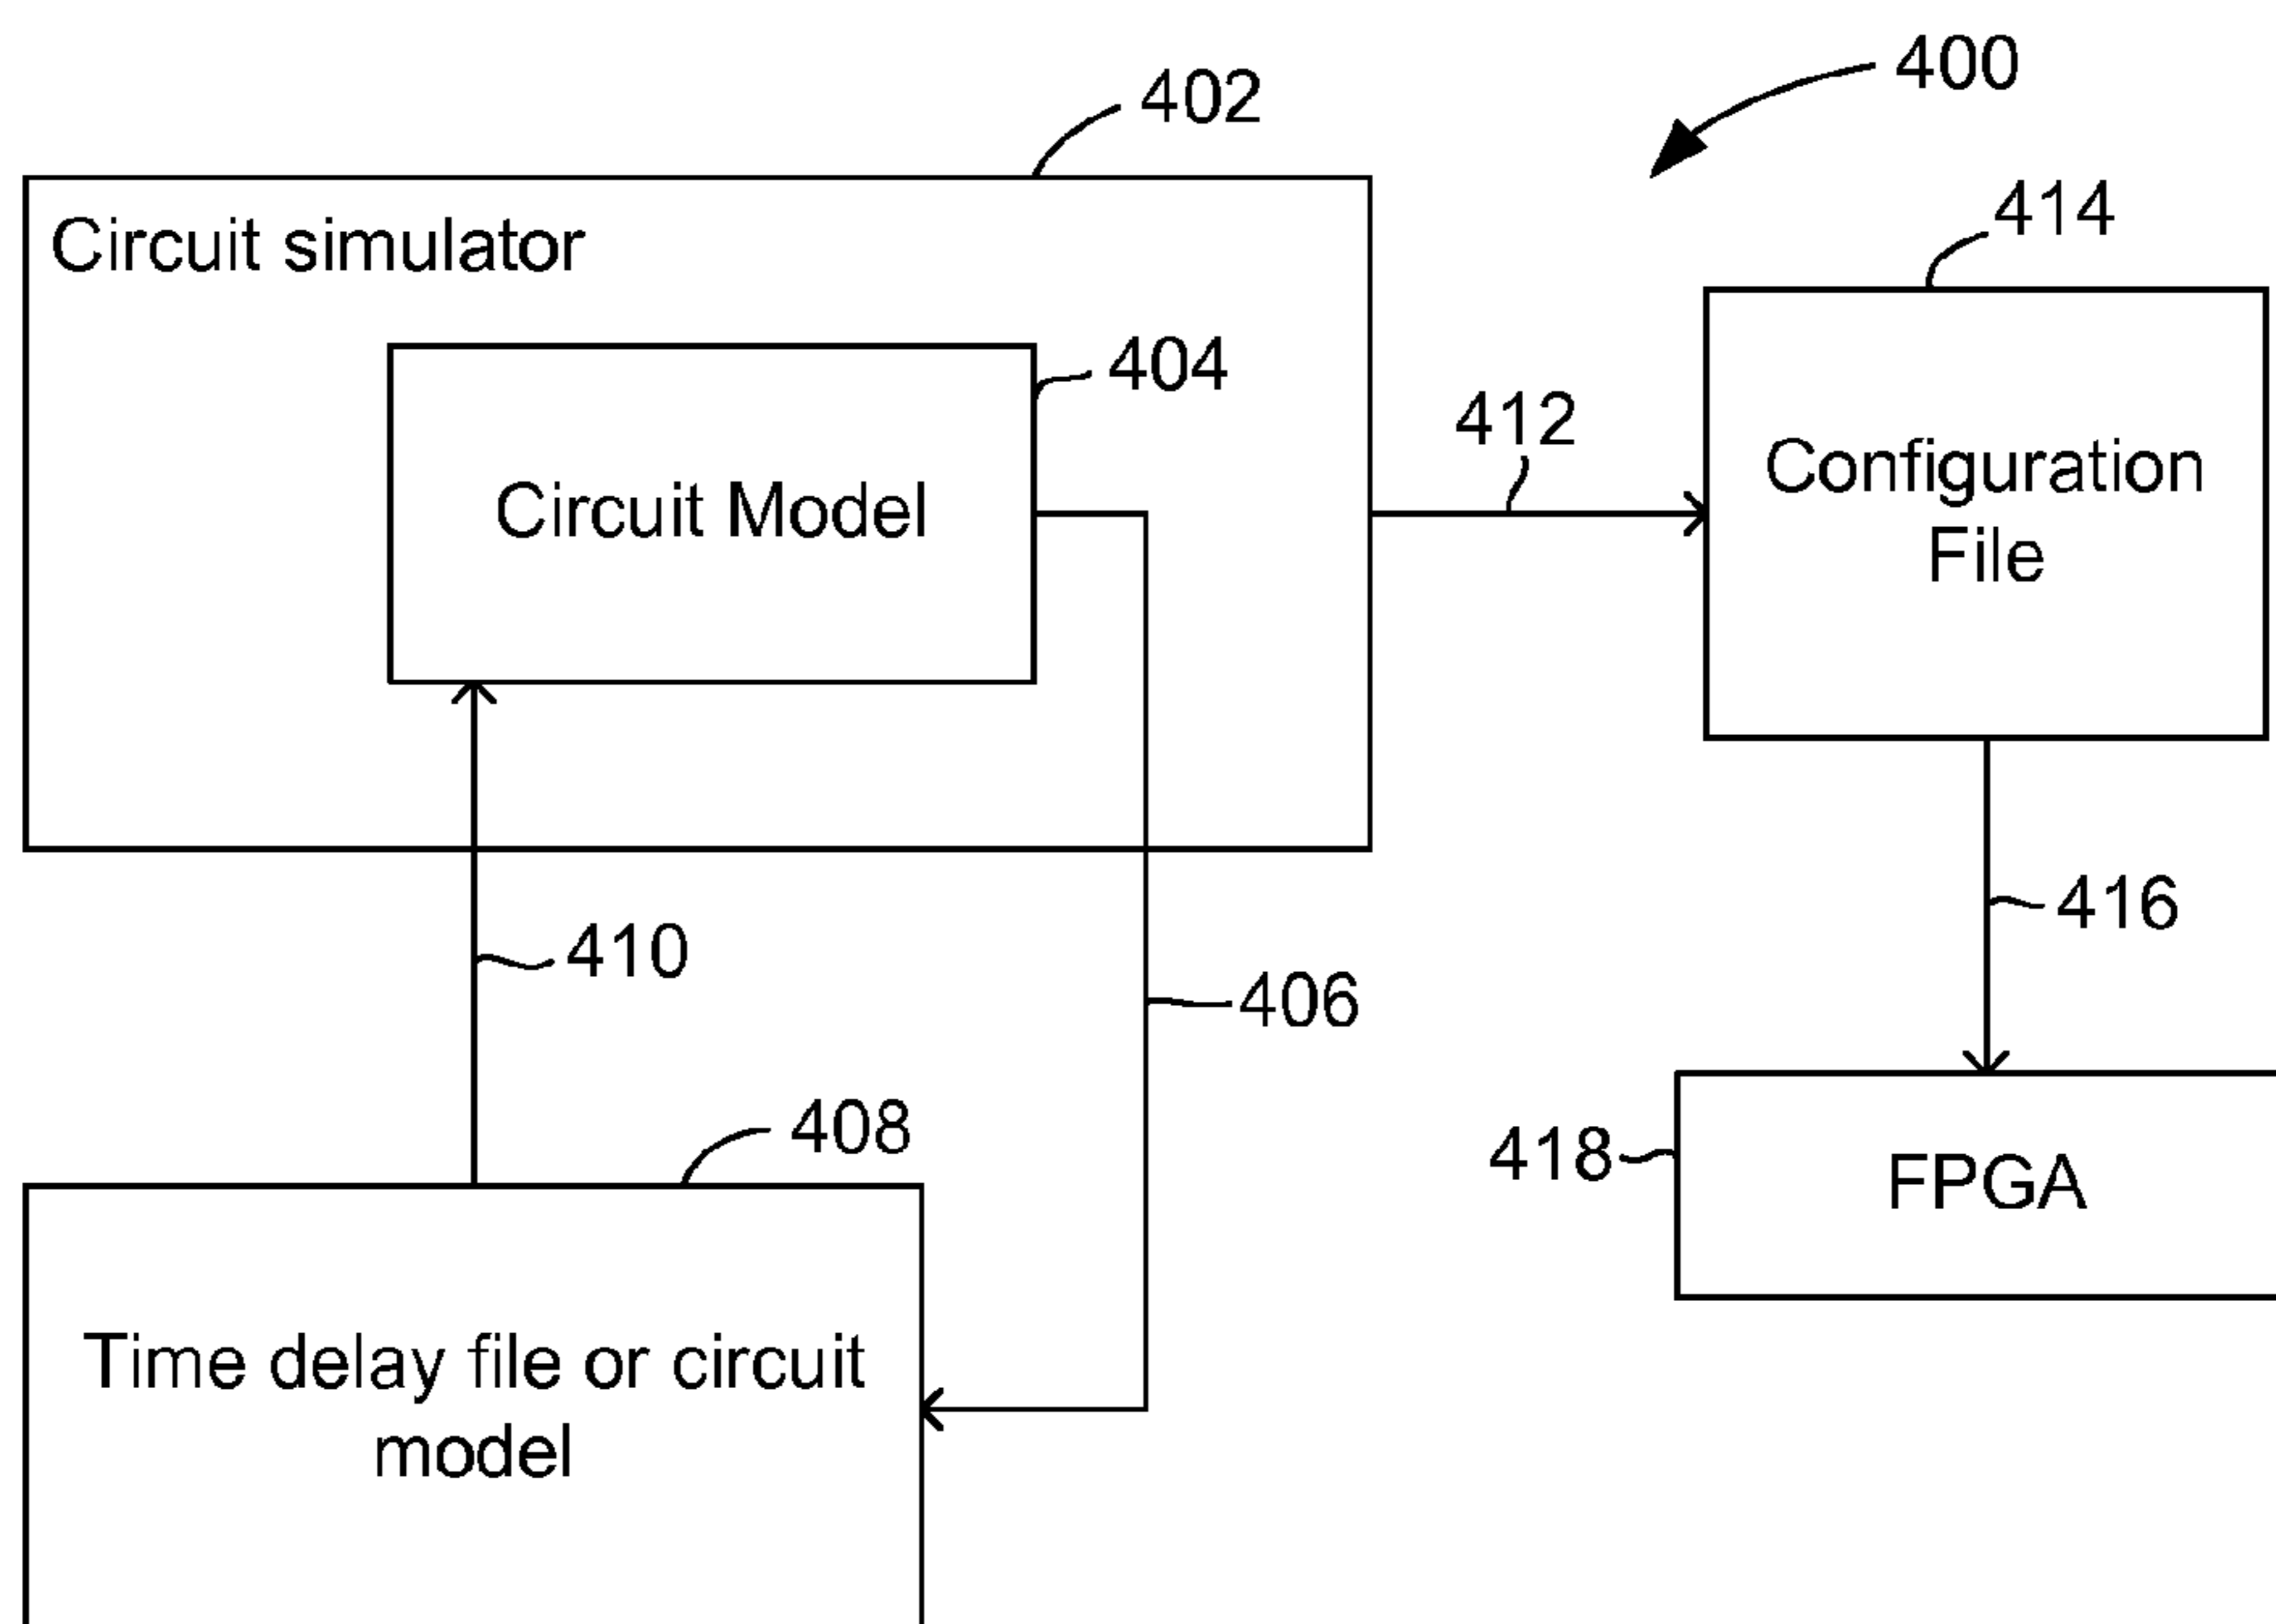 400
402
414
Circuit simulator
404
412
Circuit Model
Configuration
File
416
410
406
408
418
FPGA
Time delay file or circuit
model